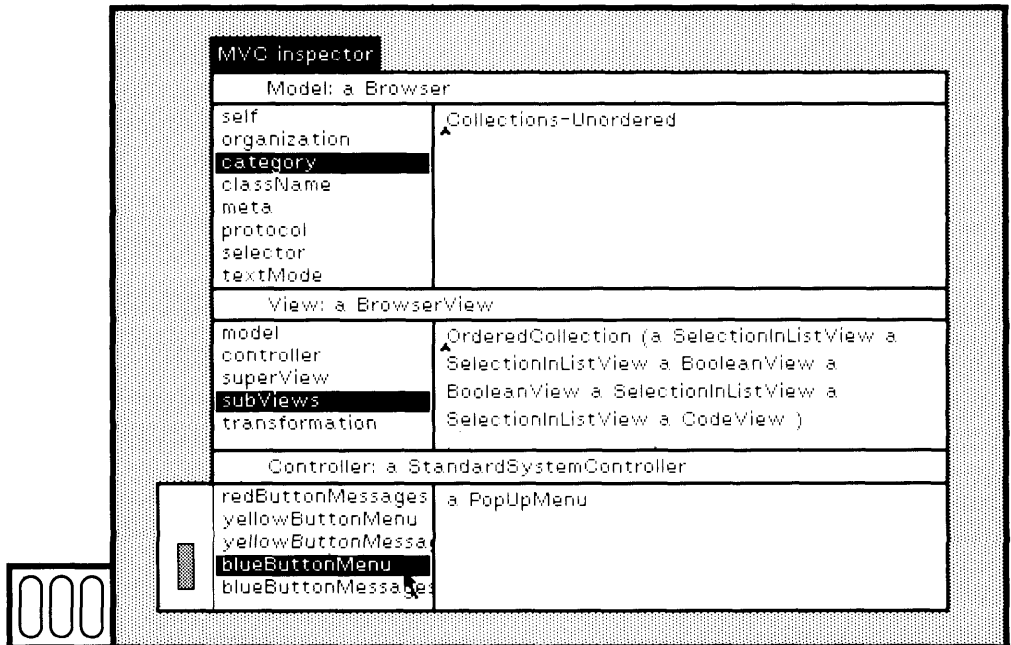 MVC inspector
Model: a Browser
self
organization
category
className
meta
protocol
selector
textMode
Collections-Unordered
View: a BrowserView
model
controller
superView
subViews
transformation
OrderedCollection (a SelectionInListView a
SelectionInListView a BooleanView a
BooleanView a SelectionInListView a
SelectionInListView a CodeView )
Controller: a StandardSystemController
redButtonMessages
yellowButtonMenu
yellowButtonMessa
blueButtonMenu
blueButtonMessages
a PopUpMenu